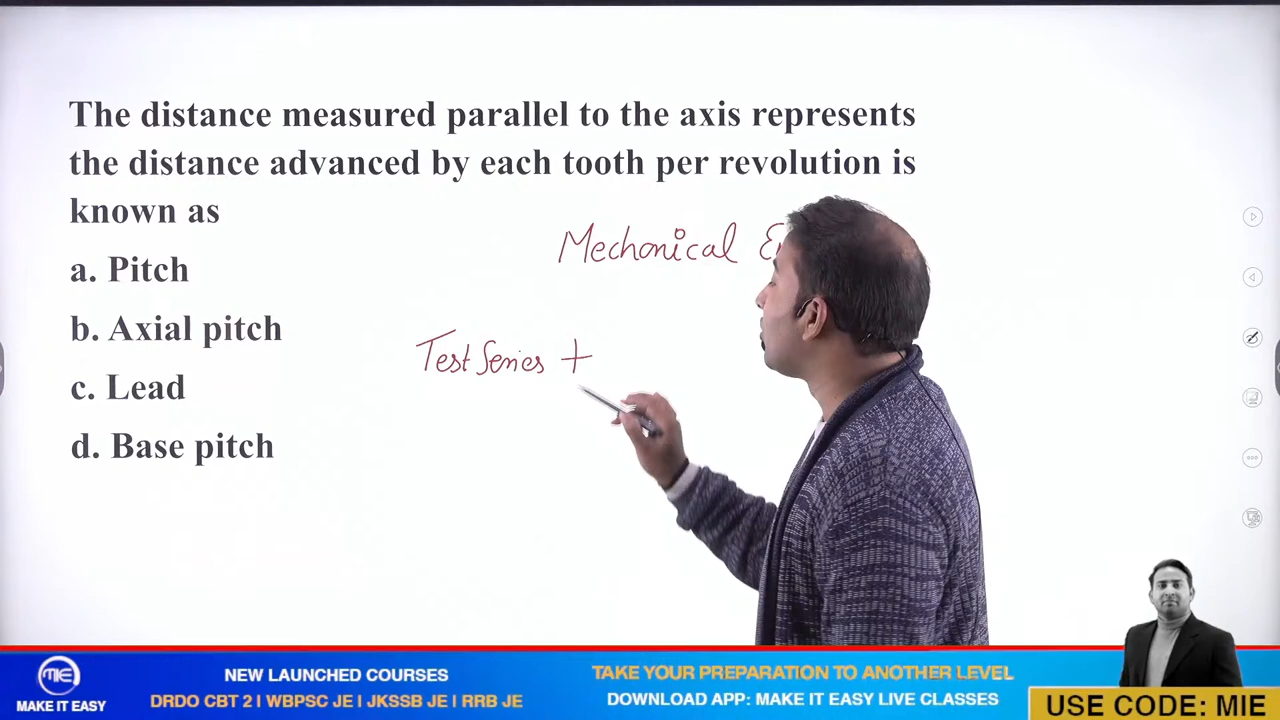 The distance measured parallel to the axis represents
the distance advanced by each tooth per revolution is
known as
Mechonical
a. Pitch
b. Axial pitch
Test Series +
c. Lead
d. Base pitch
MIE
MAKE IT EASY
NEW LAUNCHED COURSES
DRDO CBT 2 | WBPSC JE | JKSSB JE | RRB JE
TAKE YOUR PREPARATION TO ANOTHER LEVEL
DOWNLOAD APP: MAKE IT EASY LIVE CLASSES
USE CODE: MIE